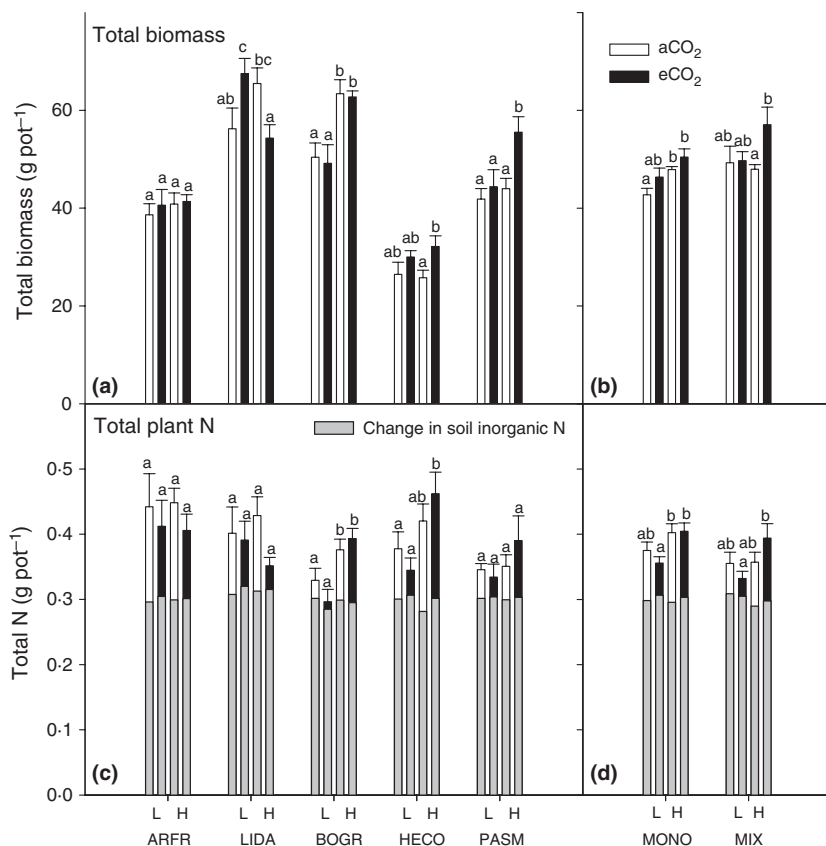 Total biomass
aCO₂
eCO₂
Total biomass (g pot⁻¹)
60
40
20
0
a a a a
ab c bc a
a a b b
ab ab a b
a a a b
a ab b b
ab ab a b
(a)
(b)
Total plant N
Change in soil inorganic N
Total N (g pot⁻¹)
0·5
0·4
0·3
0·2
0·1
0·0
a a a a
a a a a
a a b b
a a ab b
a a a a
ab a b b
ab a ab b
(c)
(d)
L H L H L H L H L H L H L H
ARFR LIDA BOGR HECO PASM MONO MIX